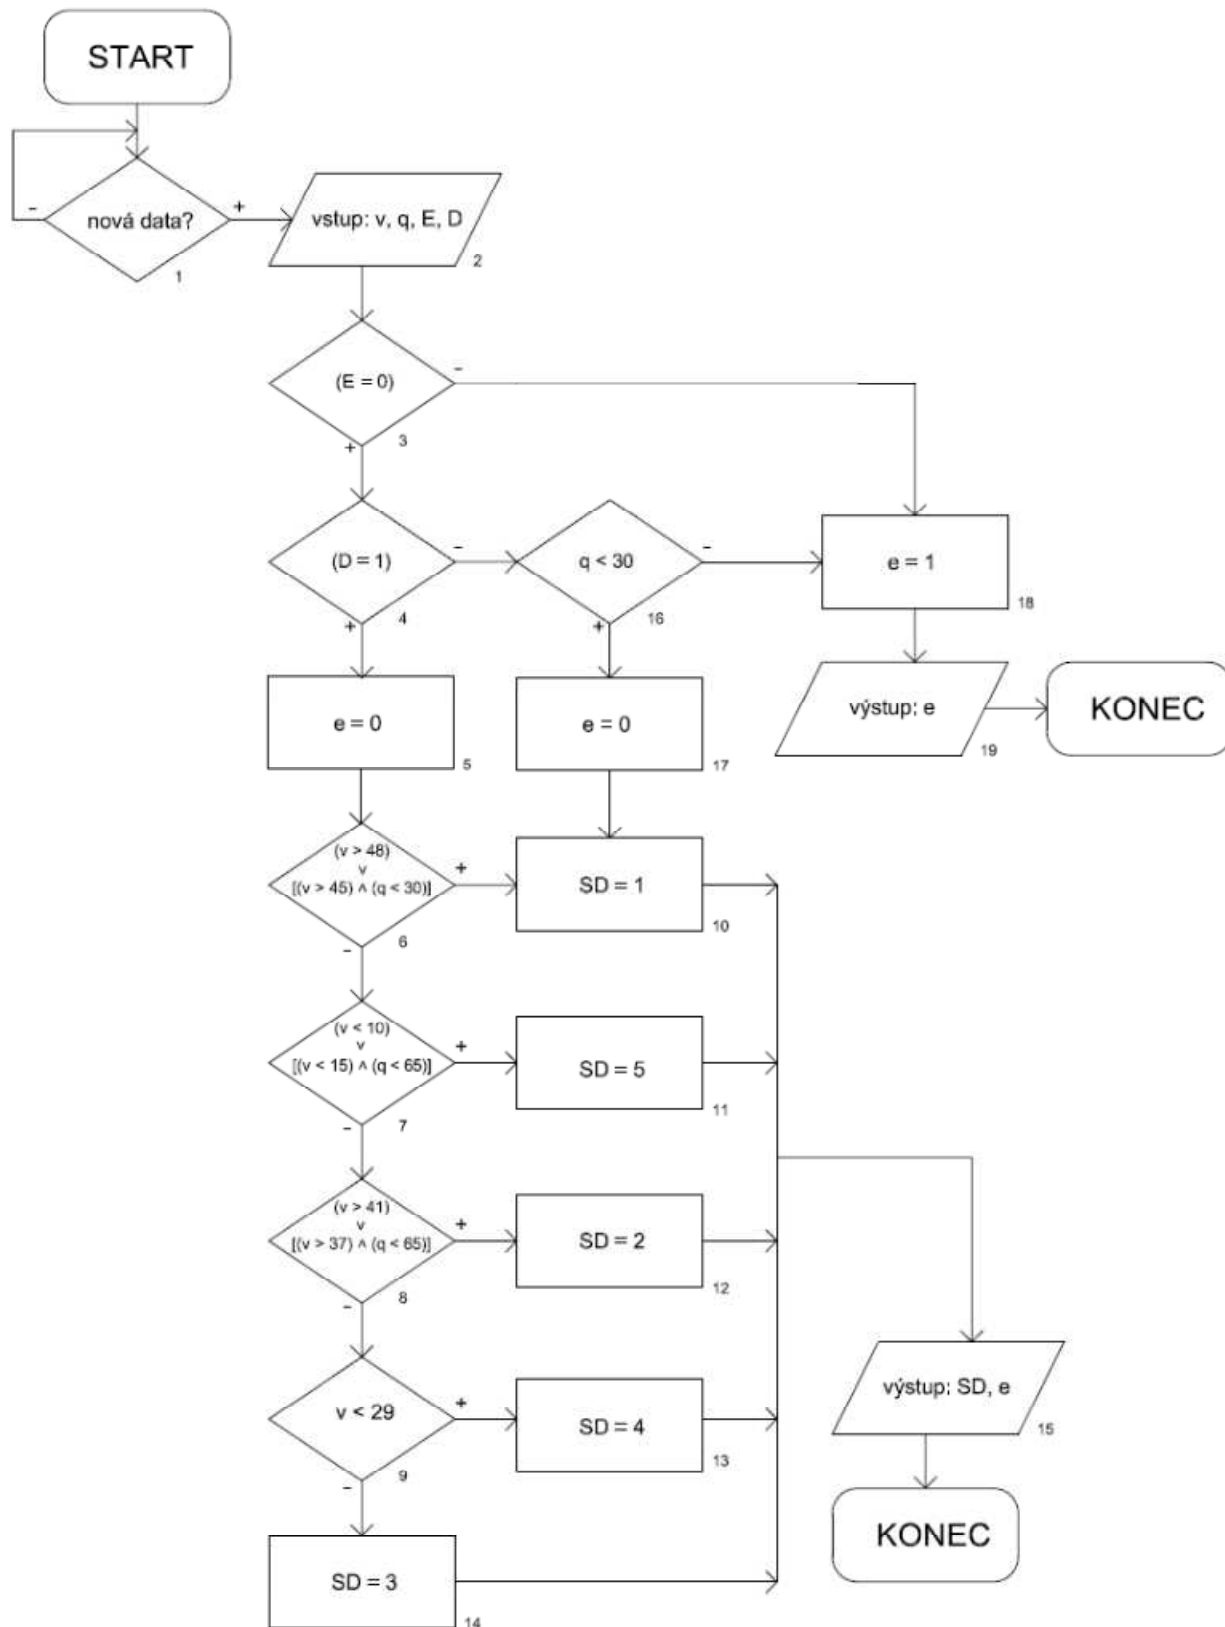 START
nová data?
-
+
1
vstup: v, q, E, D
2
(E = 0)
-
+
3
(D = 1)
-
+
4
q < 30
-
+
16
e = 1
18
e = 0
5
e = 0
17
výstup: e
19
KONEC
(v > 48)
v
[(v > 45) ∧ (q < 30)]
+
-
6
SD = 1
10
(v < 10)
v
[(v < 15) ∧ (q < 65)]
+
-
7
SD = 5
11
(v > 41)
v
[(v > 37) ∧ (q < 65)]
+
-
8
SD = 2
12
v < 29
+
-
9
SD = 4
13
výstup: SD, e
15
KONEC
SD = 3
14